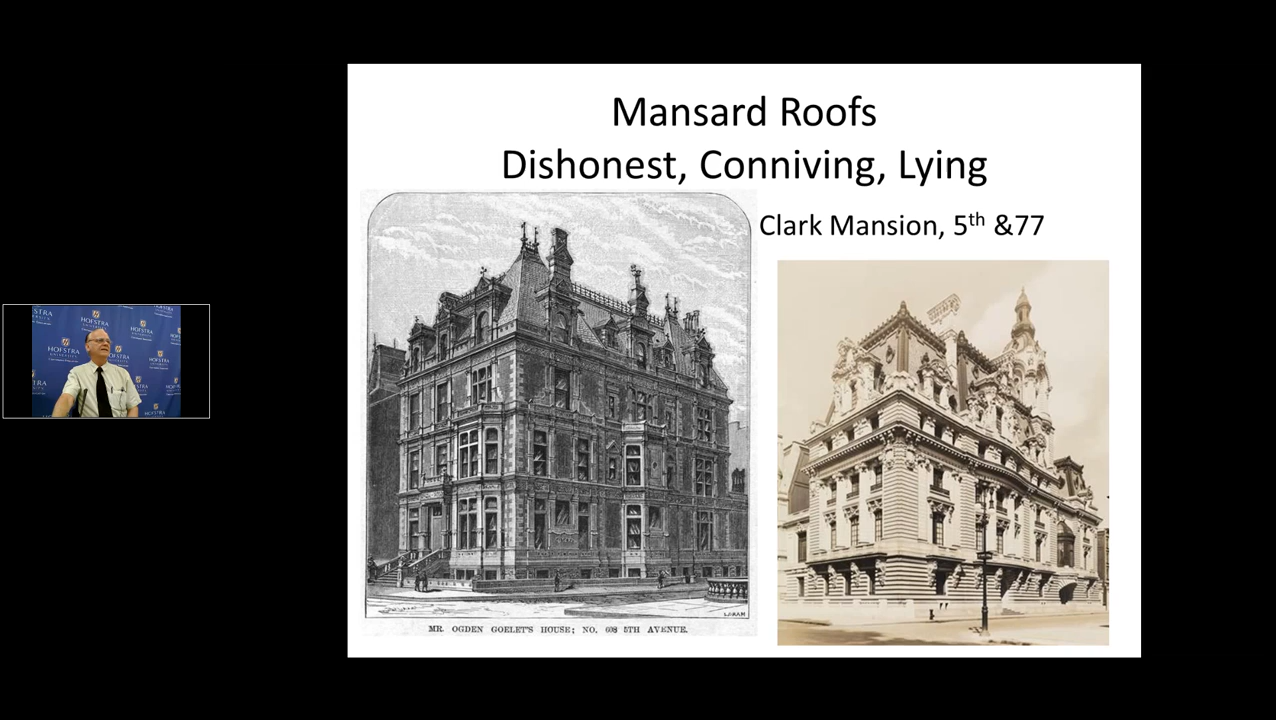 Mansard Roofs
Dishonest, Conniving, Lying
Clark Mansion, 5th &77
MR. OGDEN GOELET'S HOUSE; NO. 608 5TH AVENUE.
HOFSTRA
HOFSTRA
HOFSTRA
UNIVERSITY